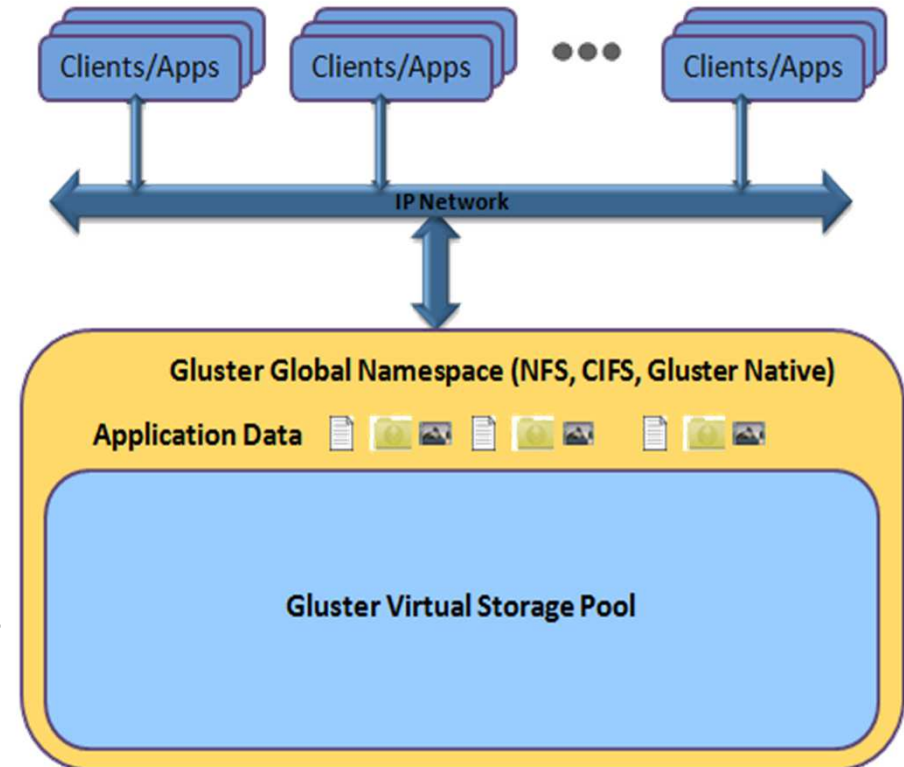 Clients/Apps Clients/Apps Clients/Apps
IP Network
Gluster Global Namespace (NFS, CIFS, Gluster Native)
Application Data
Gluster Virtual Storage Pool